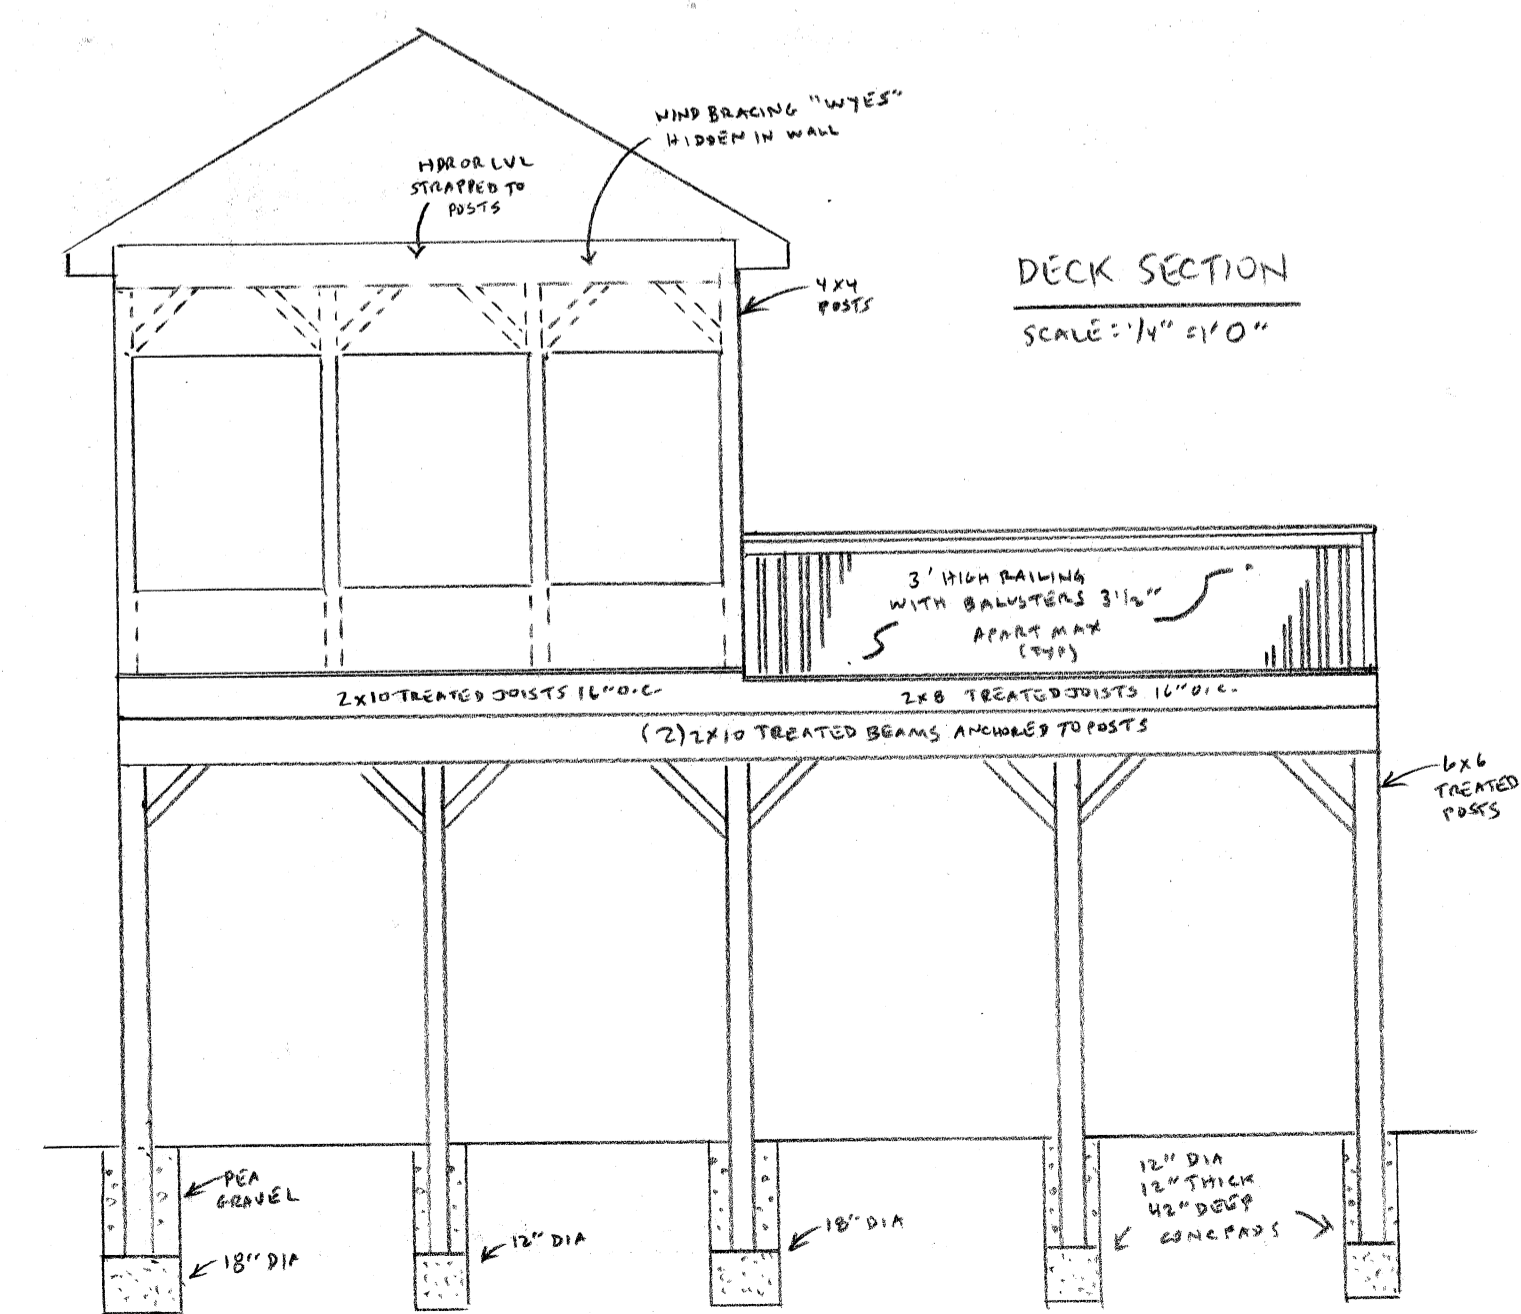 WIND BRACING "WYES"
HIDDEN IN WALL
HDR OR LVL
STRAPPED TO
POSTS
4x4
POSTS
DECK SECTION
SCALE: 1/4" = 1' 0"
3' HIGH RAILING
WITH BALUSTERS 3 1/2"
APART MAX
(TYP)
2x10 TREATED JOISTS 16" O.C.
2x8 TREATED JOISTS 16" O.C.
(2) 2x10 TREATED BEAMS ANCHORED TO POSTS
6x6
TREATED
POSTS
PEA
GRAVEL
18" DIA
12" DIA
18" DIA
12" DIA
12" THICK
42" DEEP
CONC PADS